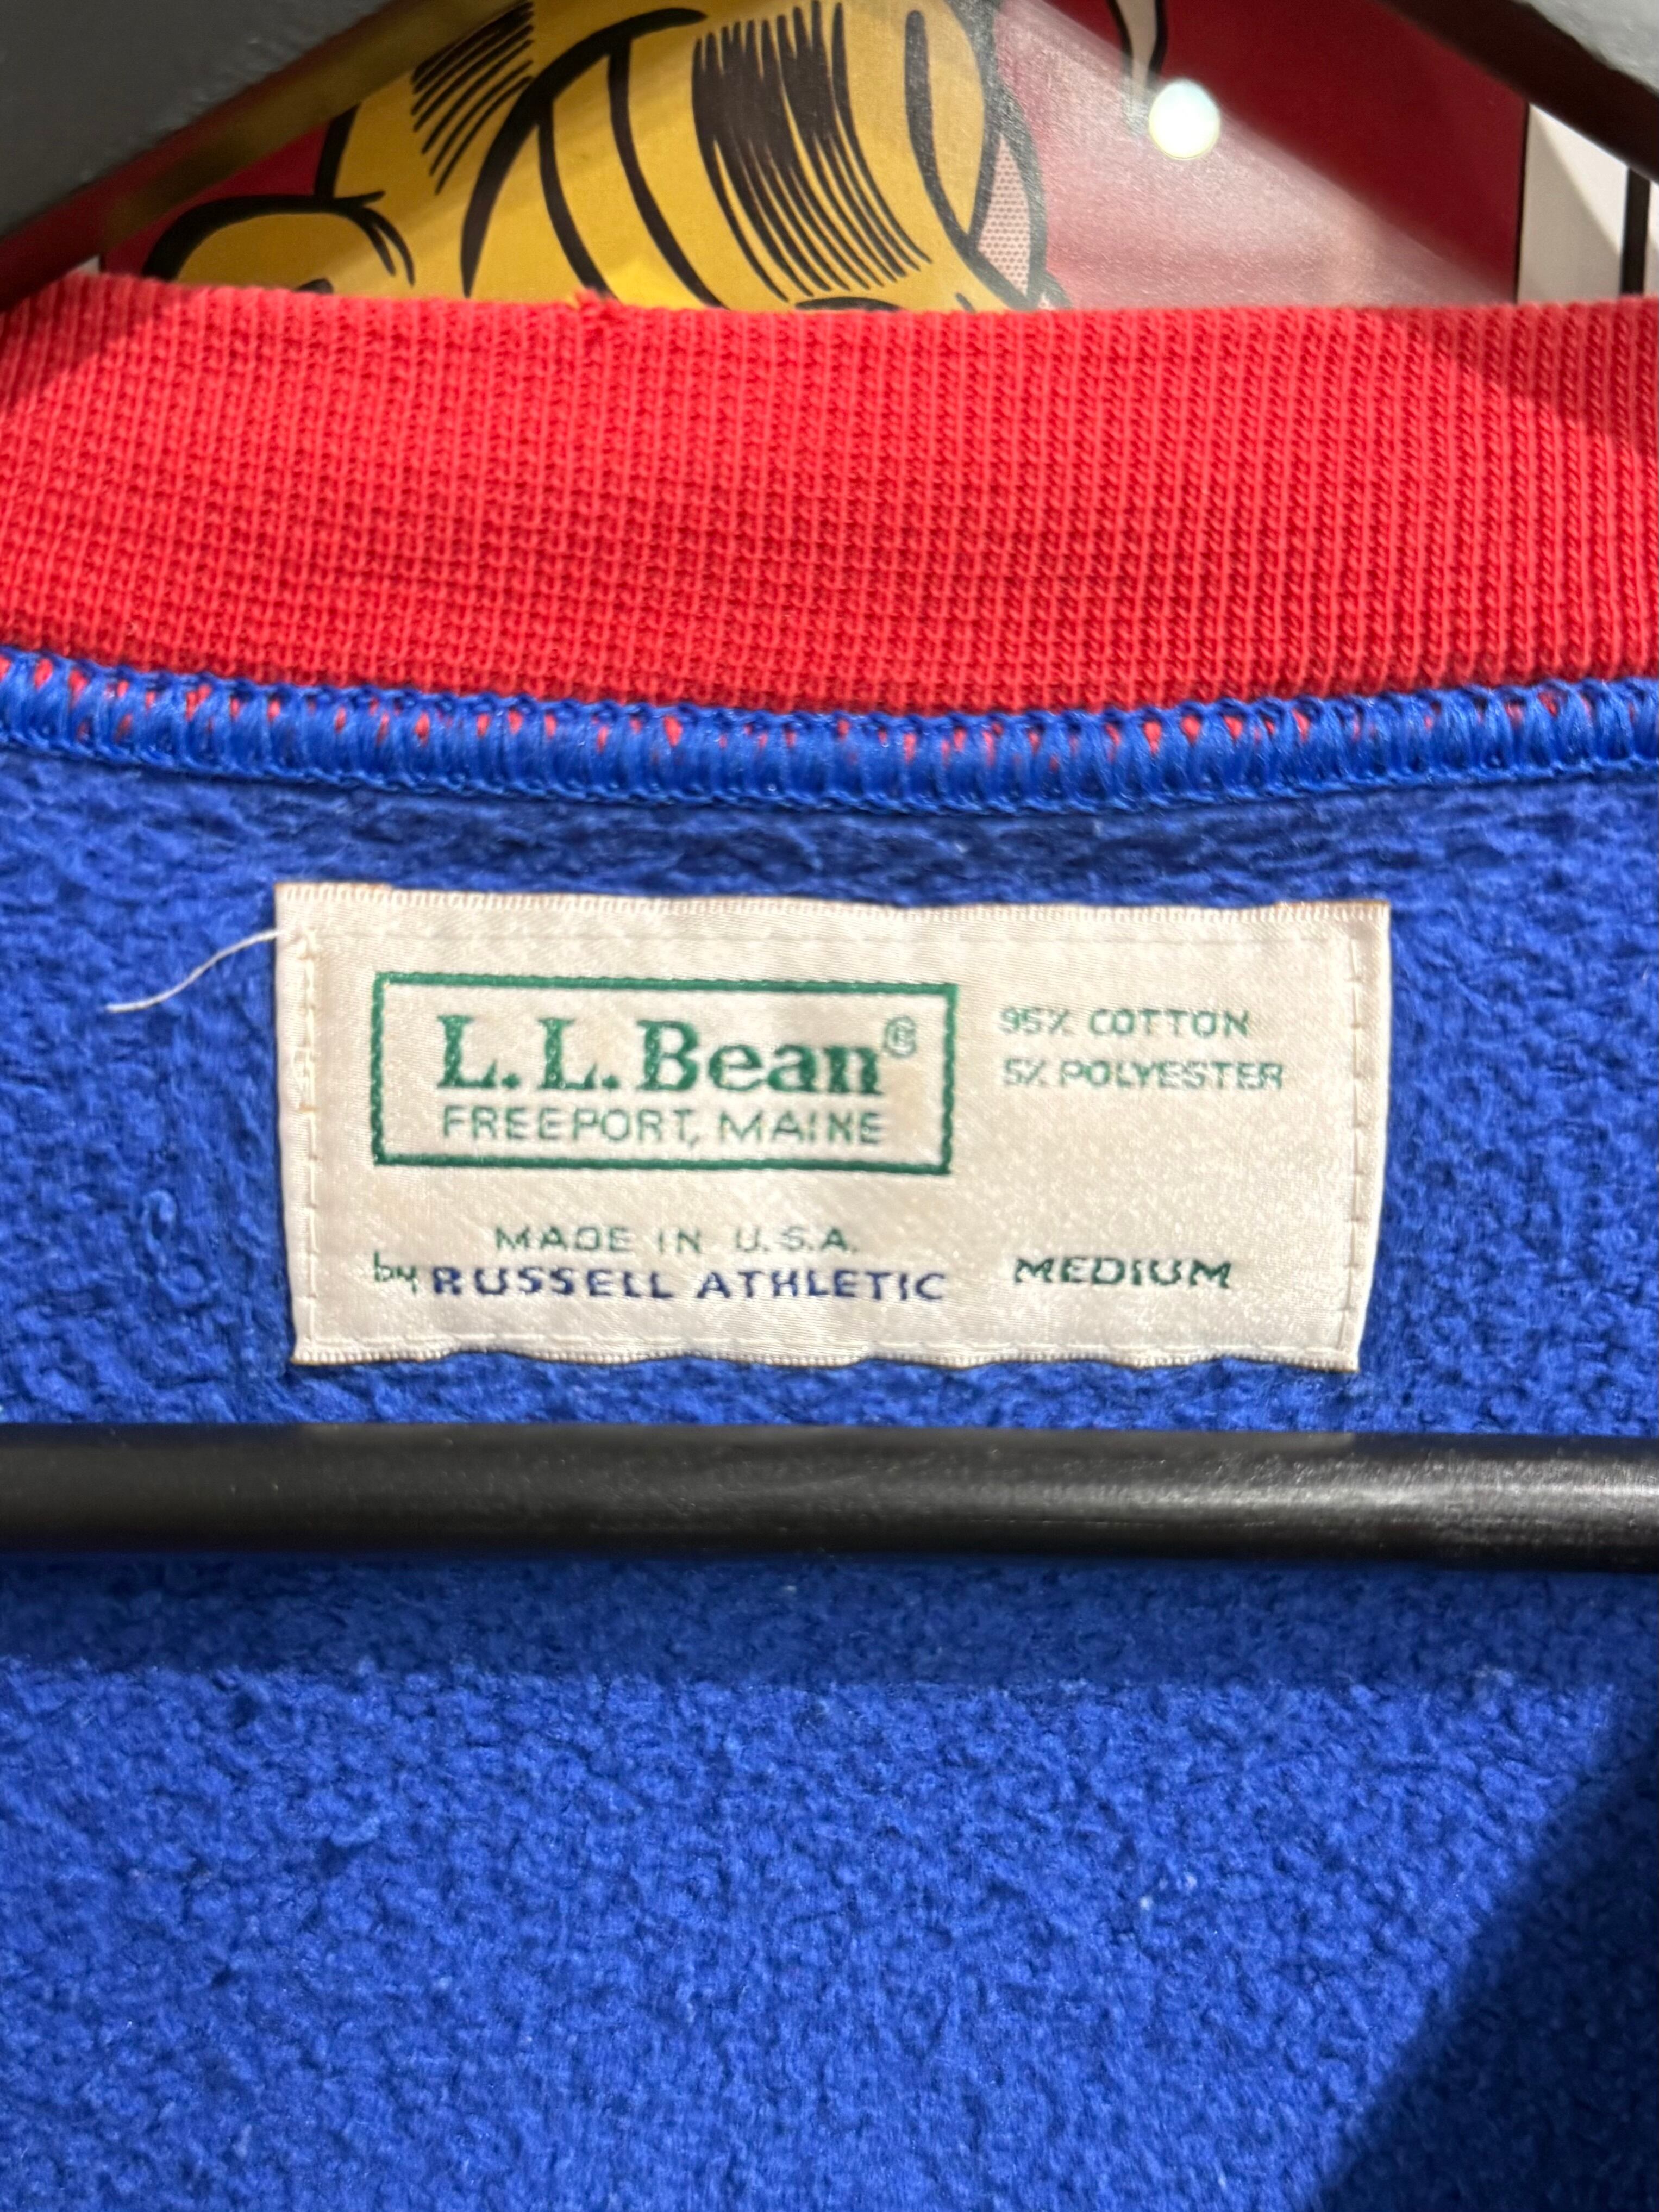 L.L.Bean®
FREEPORT, MAINE
95% COTTON
5% POLYESTER
MADE IN U.S.A.
by RUSSELL ATHLETIC
MEDIUM